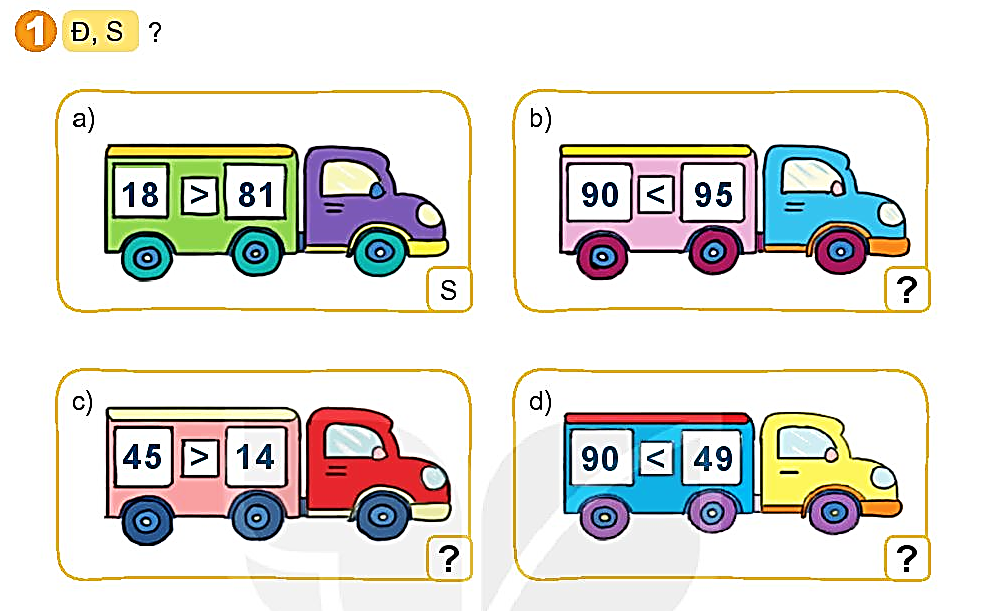 1 Đ, S ?
a) b)
18 > 81 90 < 95
S ?
c) d)
45 > 14 90 < 49
? ?